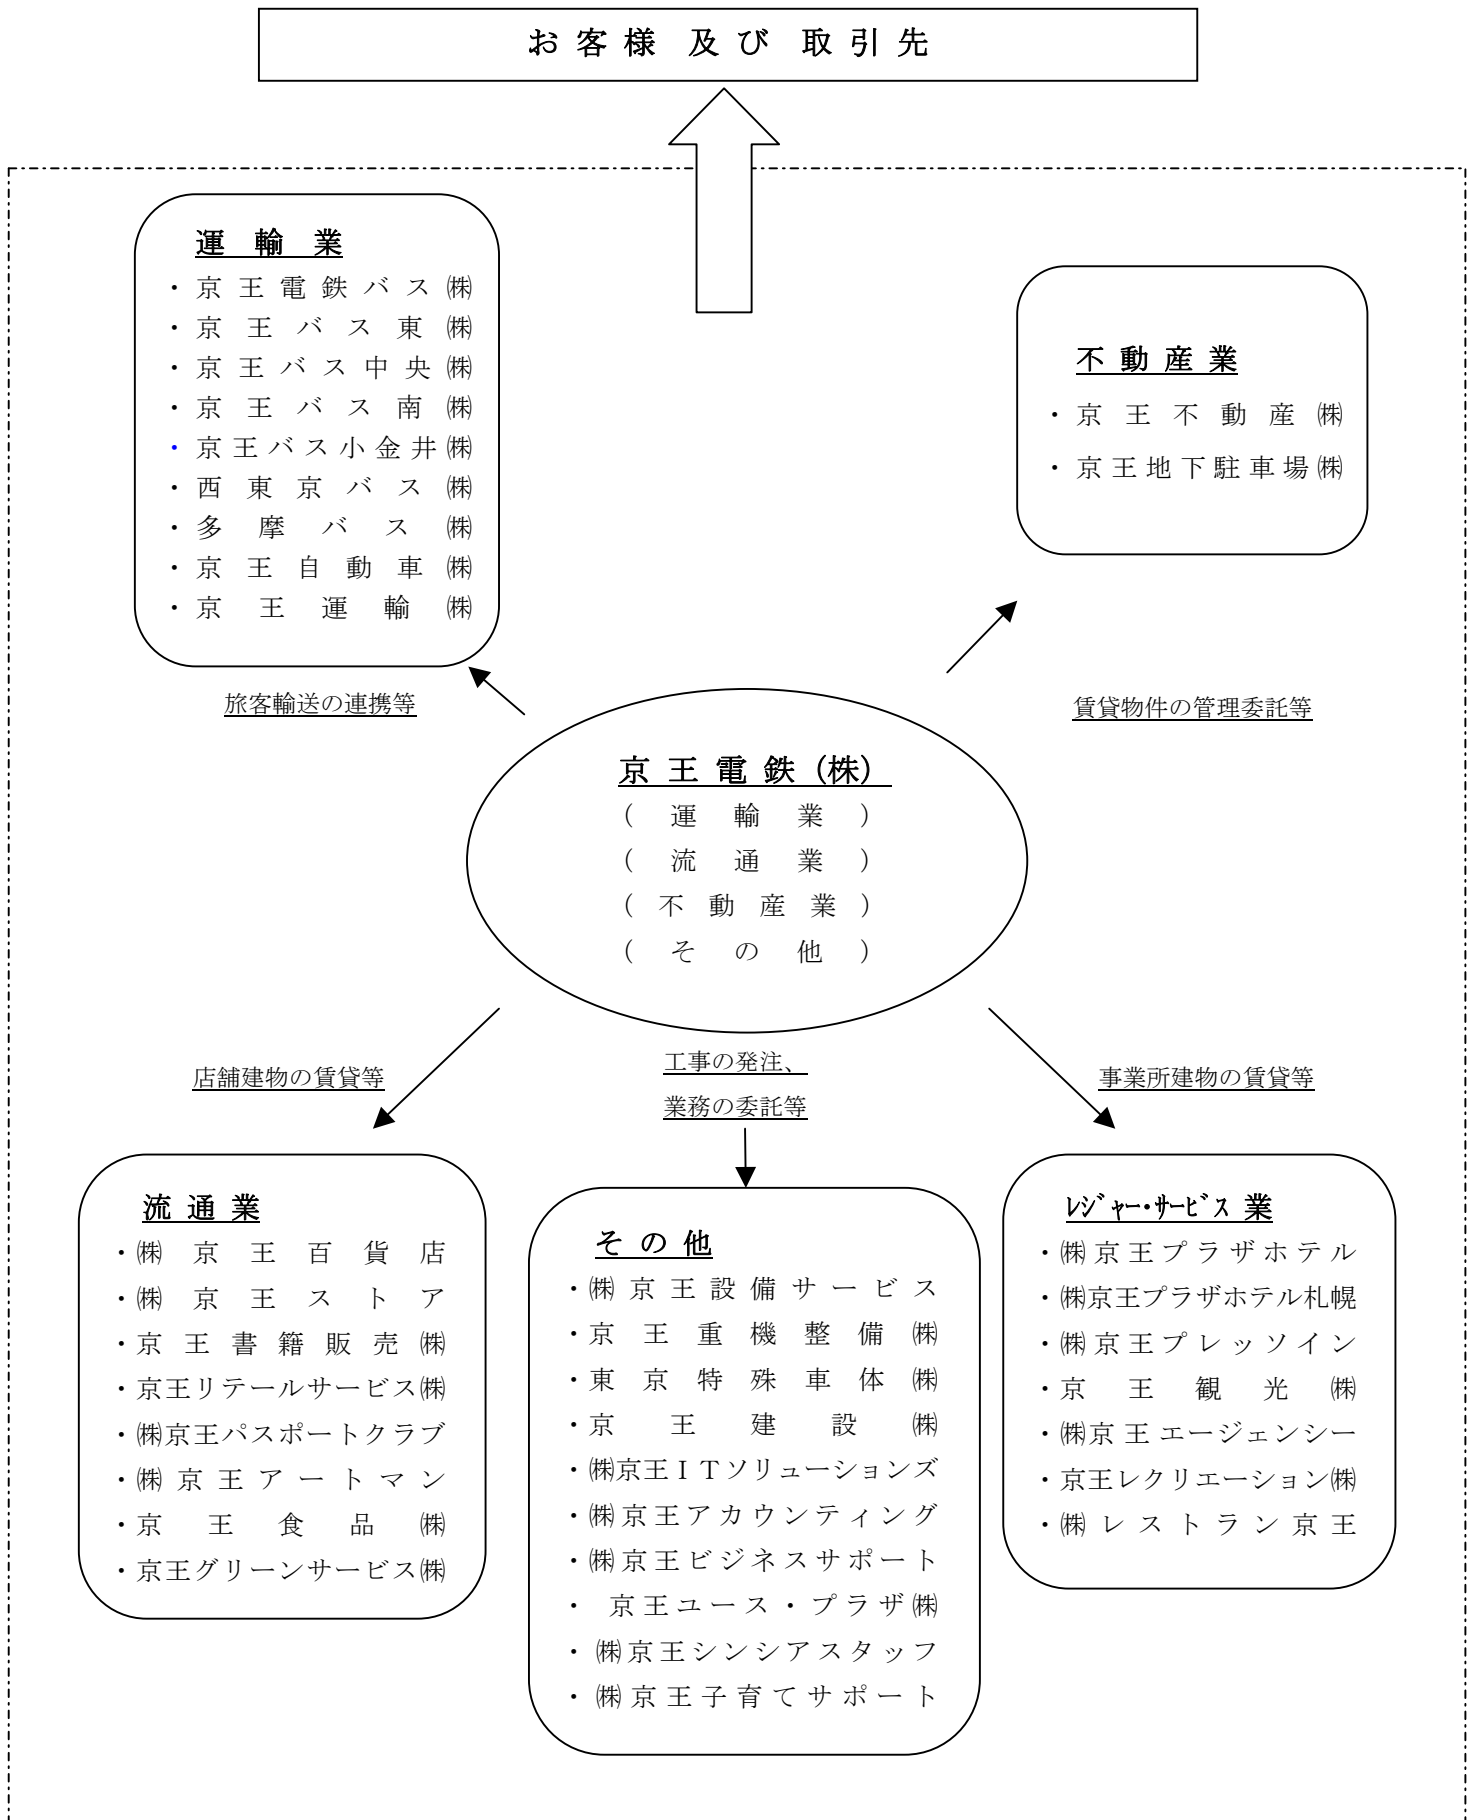 お客様 及び 取引先
運輸業
・京王電鉄バス㈱
・京王バス東㈱
・京王バス中央㈱
・京王バス南㈱
・京王バス小金井㈱
・西東京バス㈱
・多摩バス㈱
・京王自動車㈱
・京王運輸㈱
不動産業
・京王不動産㈱
・京王地下駐車場㈱
旅客輸送の連携等
賃貸物件の管理委託等
京王電鉄(株)
(運輸業)
(流通業)
(不動産業)
(その他)
店舗建物の賃貸等
工事の発注、
業務の委託等
事業所建物の賃貸等
流通業
・㈱京王百貨店
・㈱京王ストア
・京王書籍販売㈱
・京王リテールサービス㈱
・㈱京王パスポートクラブ
・㈱京王アートマン
・京王食品㈱
・京王グリーンサービス㈱
その他
・㈱京王設備サービス
・京王重機整備㈱
・東京特殊車体㈱
・京王建設㈱
・㈱京王ITソリューションズ
・㈱京王アカウンティング
・㈱京王ビジネスサポート
・京王ユース・プラザ㈱
・㈱京王シンシアスタッフ
・㈱京王子育てサポート
ﾚｼﾞｬｰ・ｻｰﾋﾞｽ業
・㈱京王プラザホテル
・㈱京王プラザホテル札幌
・㈱京王プレッソイン
・京王観光㈱
・㈱京王エージェンシー
・京王レクリエーション㈱
・㈱レストラン京王